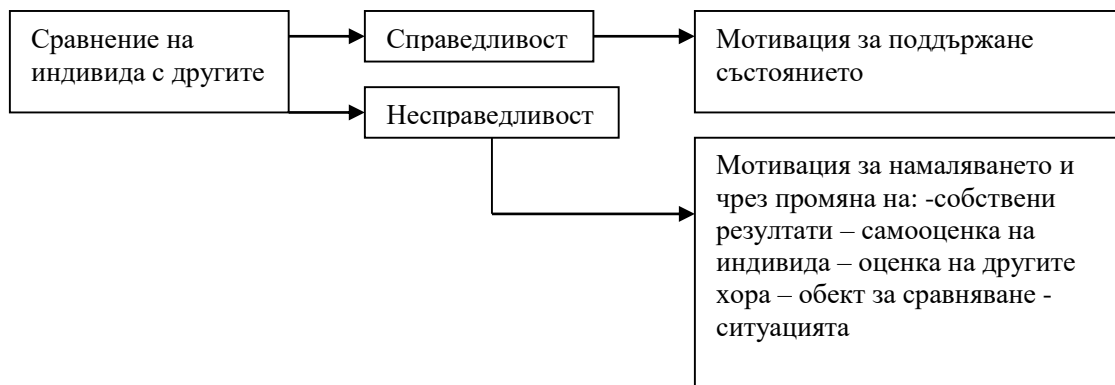 Сравнение на
индивида с другите
Справедливост
Несправедливост
Мотивация за поддържане
състоянието
Мотивация за намаляването и
чрез промяна на: -собствени
резултати – самооценка на
индивида – оценка на другите
хора – обект за сравняване -
ситуацията